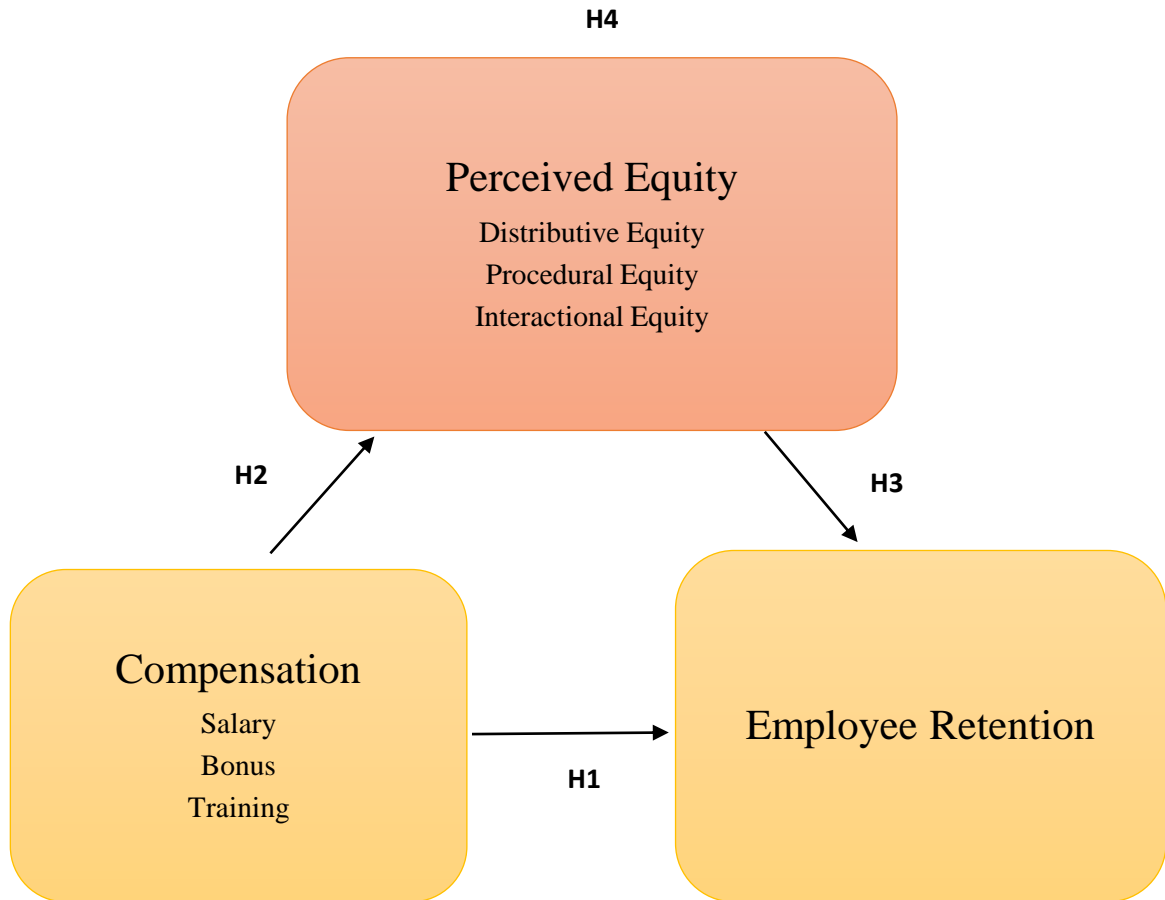 H4
Perceived Equity
Distributive Equity
Procedural Equity
Interactional Equity
H2
H3
Compensation
Salary
Bonus
Training
H1
Employee Retention